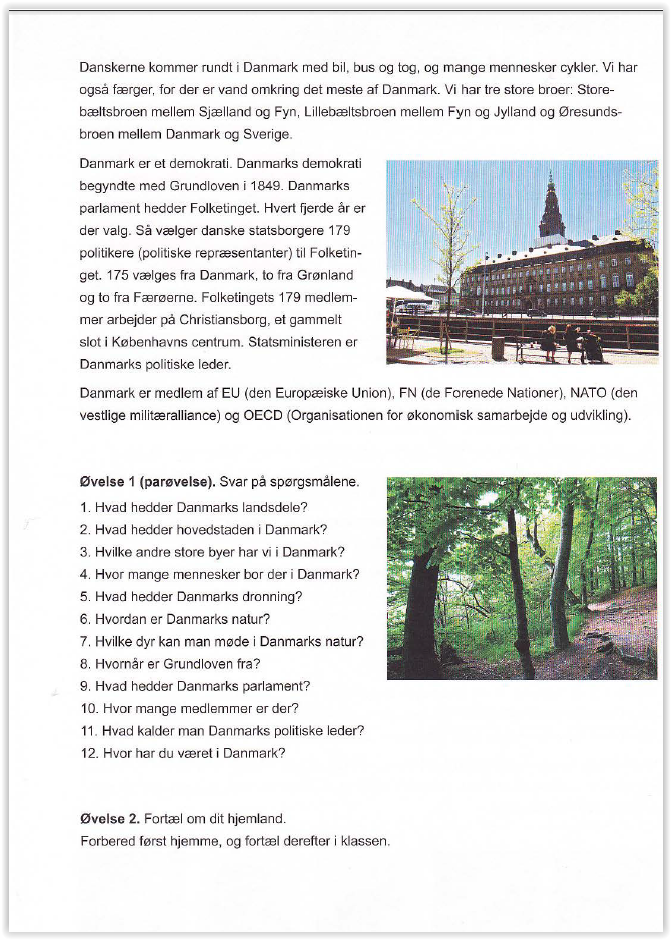 Danskerne kommer rundt i Danmark med bil, bus og tog, og mange mennesker cykler. Vi har
også færger, for der er vand omkring det meste af Danmark. Vi har tre store broer: Store-
bæltsbroen mellem Sjælland og Fyn, Lillebæltsbroen mellem Fyn og Jylland og Øresunds-
broen mellem Danmark og Sverige.
Danmark er et demokrati. Danmarks demokrati
begyndte med Grundloven i 1849. Danmarks
parlament hedder Folketinget. Hvert fjerde år er
der valg. Så vælger danske statsborgere 179
politikere (politiske repræsentanter) til Folketin-
get. 175 vælges fra Danmark, to fra Grønland
og to fra Færøerne. Folketingets 179 medlem-
mer arbejder på Christiansborg, et gammelt
slot i Københavns centrum. Statsministeren er
Danmarks politiske leder.
Danmark er medlem af EU (den Europæiske Union), FN (de Forenede Nationer), NATO (den
vestlige militæralliance) og OECD (Organisationen for økonomisk samarbejde og udvikling).
Øvelse 1 (parøvelse). Svar på spørgsmålene.
1. Hvad hedder Danmarks landsdele?
2. Hvad hedder hovedstaden i Danmark?
3. Hvilke andre store byer har vi i Danmark?
4. Hvor mange mennesker bor der i Danmark?
5. Hvad hedder Danmarks dronning?
6. Hvordan er Danmarks natur?
7. Hvilke dyr kan man møde i Danmarks natur?
8. Hvornår er Grundloven fra?
9. Hvad hedder Danmarks parlament?
10. Hvor mange medlemmer er der?
11. Hvad kalder man Danmarks politiske leder?
12. Hvor har du været i Danmark?
Øvelse 2. Fortæl om dit hjemland.
Forbered først hjemme, og fortæl derefter i klassen.